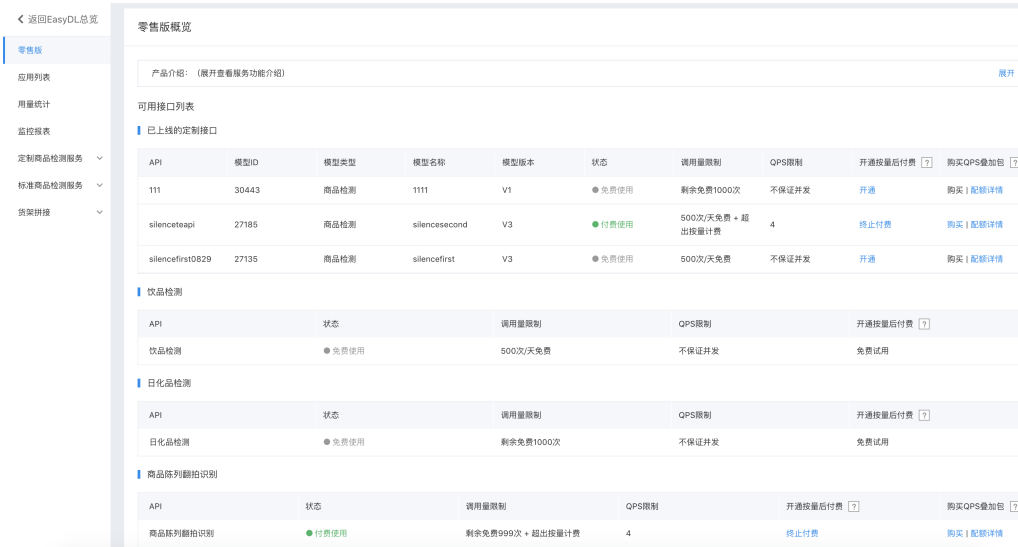 返回EasyDL总览
零售版
应用列表
用量统计
监控报表
定制商品检测服务
标准商品检测服务
货架拼接
零售版概览
产品介绍：（展开查看服务功能介绍） 展开
可用接口列表
已上线的定制接口
API 模型ID 模型类型 模型名称 模型版本 状态 调用量限制 QPS限制 开通按量后付费 ? 购买QPS叠加包 ?
111 30443 商品检测 1111 V1 免费使用 剩余免费1000次 不保证并发 开通 购买 | 配额详情
silenceteapi 27185 商品检测 silencesecond V3 付费使用 500次/天免费 + 超 4 终止付费 购买 | 配额详情
出按量计费
silencefirst0829 27135 商品检测 silencefirst V3 免费使用 500次/天免费 不保证并发 开通 购买 | 配额详情
饮品检测
API 状态 调用量限制 QPS限制 开通按量后付费 ?
饮品检测 免费使用 500次/天免费 不保证并发 免费试用
日化品检测
API 状态 调用量限制 QPS限制 开通按量后付费 ?
日化品检测 免费使用 剩余免费1000次 不保证并发 免费试用
商品陈列翻拍识别
API 状态 调用量限制 QPS限制 开通按量后付费 ? 购买QPS叠加包 ?
商品陈列翻拍识别 付费使用 剩余免费999次 + 超出按量计费 4 终止付费 购买 | 配额详情